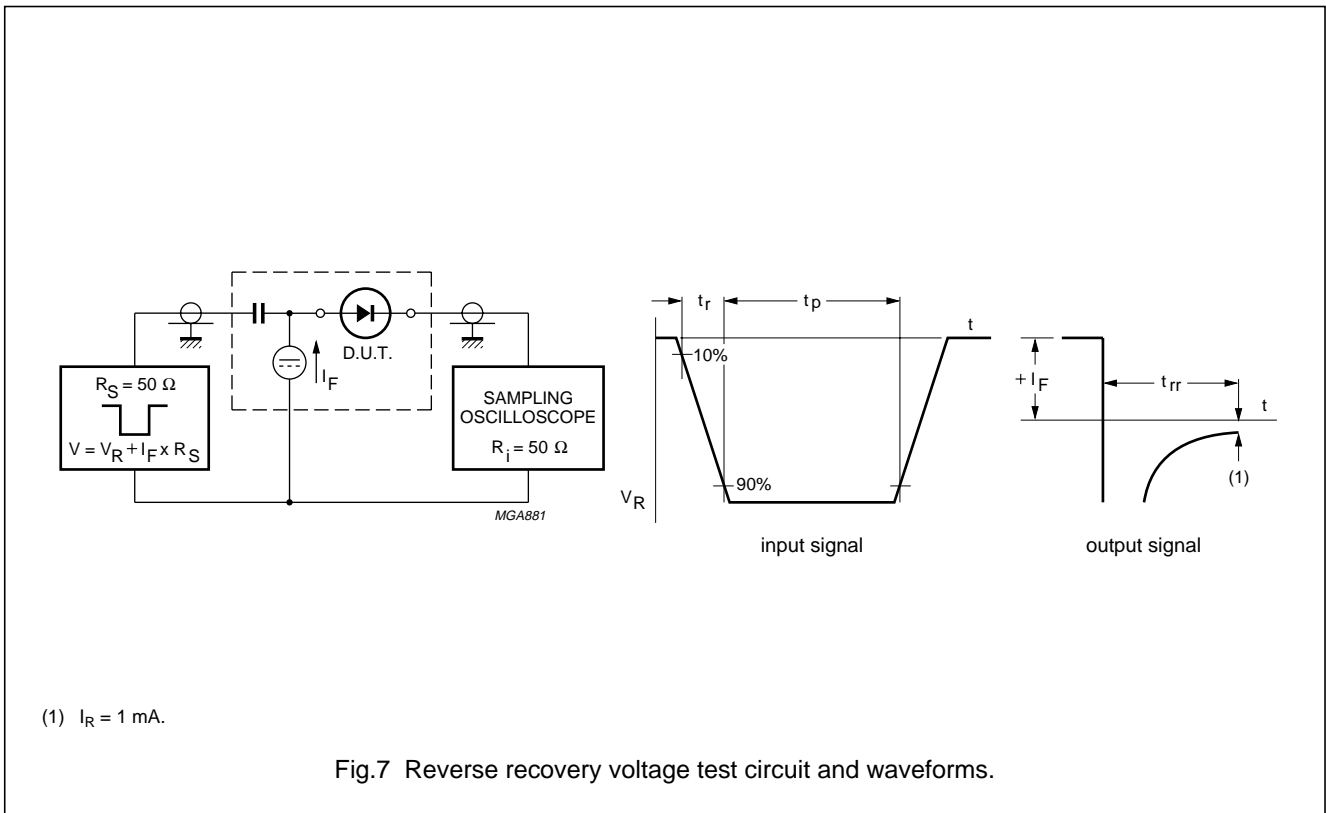 D.U.T.
I_F
R_S = 50 Ω
V = V_R + I_F x R_S
SAMPLING
OSCILLOSCOPE
R_i = 50 Ω
MGA881
t_r
t_p
t
10%
90%
V_R
input signal
+ I_F
t_rr
t
(1)
output signal
(1) I_R = 1 mA.
Fig.7 Reverse recovery voltage test circuit and waveforms.